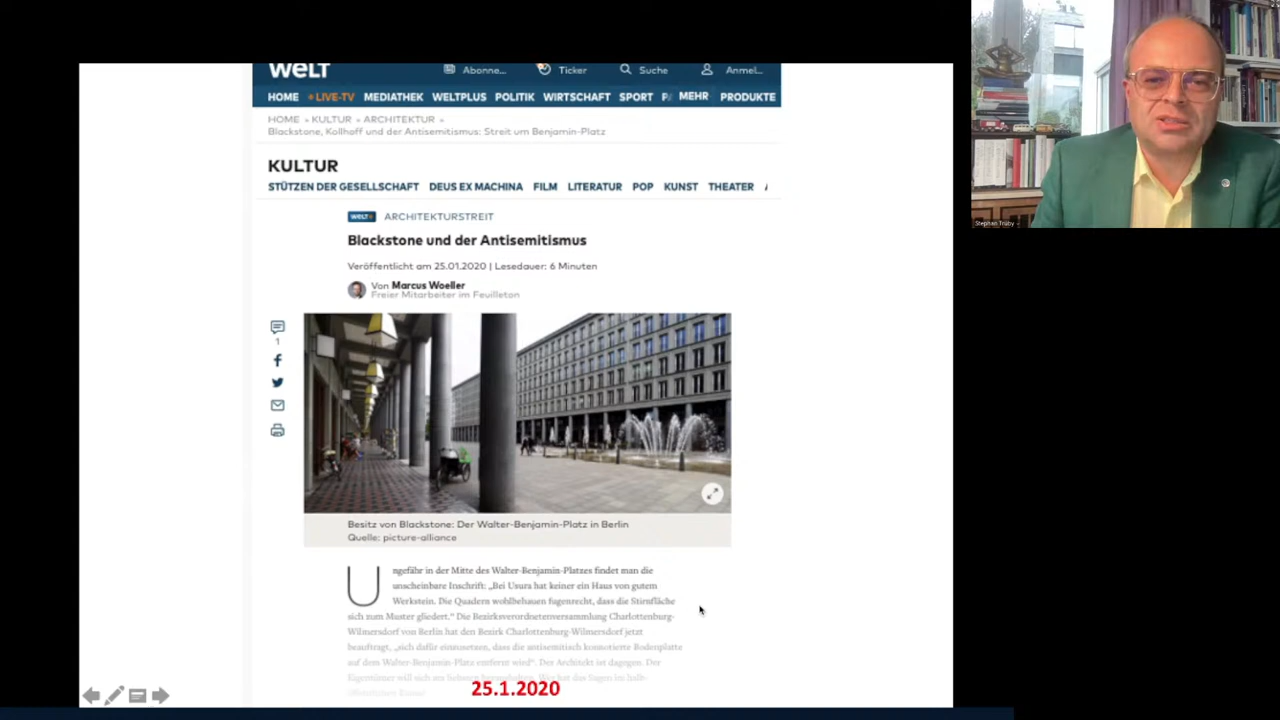 welt
Abonne...
Ticker
Suche
Anmel...
HOME LIVE-TV MEDIATHEK WELTPLUS POLITIK WIRTSCHAFT SPORT MEHR PRODUKTE
HOME » KULTUR » ARCHITEKTUR »
Blackstone, Kollhoff und der Antisemitismus: Streit um Benjamin-Platz
KULTUR
STÜTZEN DER GESELLSCHAFT DEUS EX MACHINA FILM LITERATUR POP KUNST THEATER
WELT+ ARCHITEKTURSTREIT
Blackstone und der Antisemitismus
Veröffentlicht am 25.01.2020 | Lesedauer: 6 Minuten
Von Marcus Woeller
Freier Mitarbeiter im Feuilleton
1
Besitz von Blackstone: Der Walter-Benjamin-Platz in Berlin
Quelle: picture-alliance
Ungefähr in der Mitte des Walter-Benjamin-Platzes findet man die
unscheinbare Inschrift: „Bei Usura hat keiner ein Haus von gutem
Werkstein. Die Quadern wohlbehauen fugenrecht, dass die Stirnfläche
sich zum Muster gliedert.“ Die Bezirksverordnetenversammlung Charlottenburg-
Wilmersdorf von Berlin hat den Bezirk Charlottenburg-Wilmersdorf jetzt
beauftragt, „sich dafür einzusetzen, dass die antisemitisch konnotierte Bodenplatte
auf dem Walter-Benjamin-Platz entfernt wird“. Der Architekt ist dagegen. Der
25.1.2020
Stephan Trüby